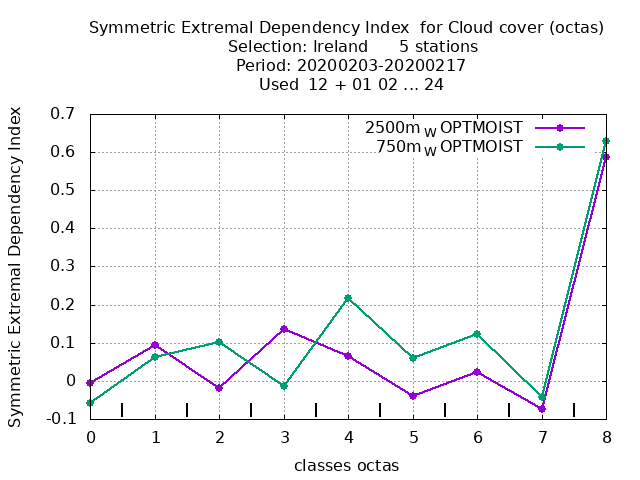 Symmetric Extremal Dependency Index  for Cloud cover (octas)
Selection: Ireland      5 stations
Period: 20200203-20200217
Used  12 + 01 02 ... 24
Symmetric Extremal Dependency Index
0.7
0.6
0.5
0.4
0.3
0.2
0.1
0
-0.1
2500m W OPTMOIST
750m W OPTMOIST
0 1 2 3 4 5 6 7 8
classes octas